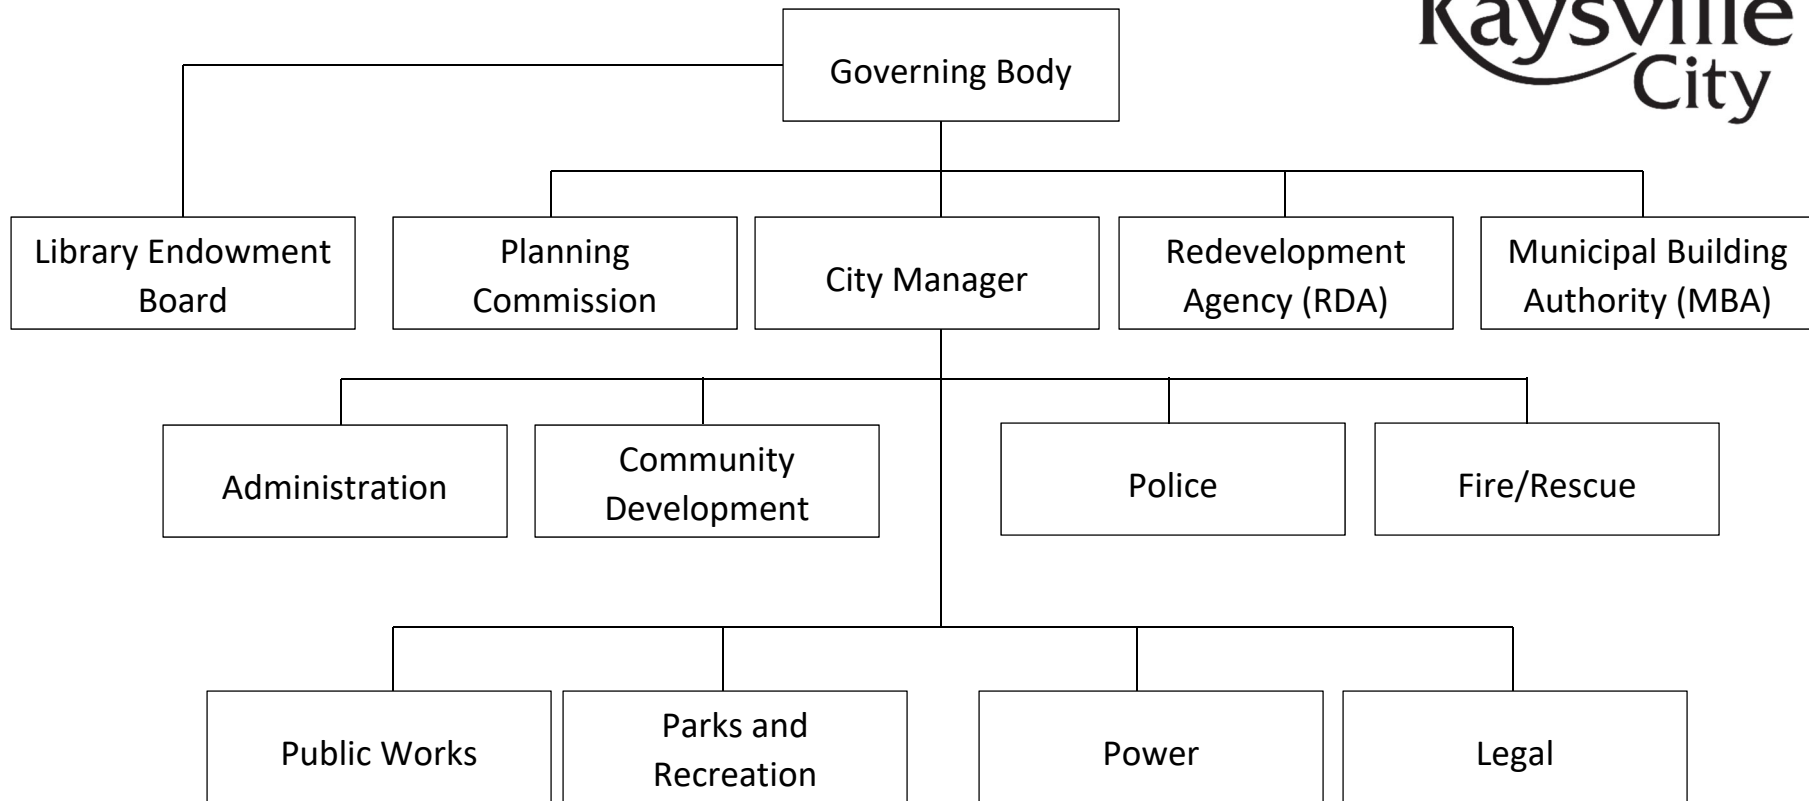 Kaysville
City
Governing Body
Library Endowment
Board
Planning
Commission
City Manager
Redevelopment
Agency (RDA)
Municipal Building
Authority (MBA)
Administration
Community
Development
Police
Fire/Rescue
Public Works
Parks and
Recreation
Power
Legal